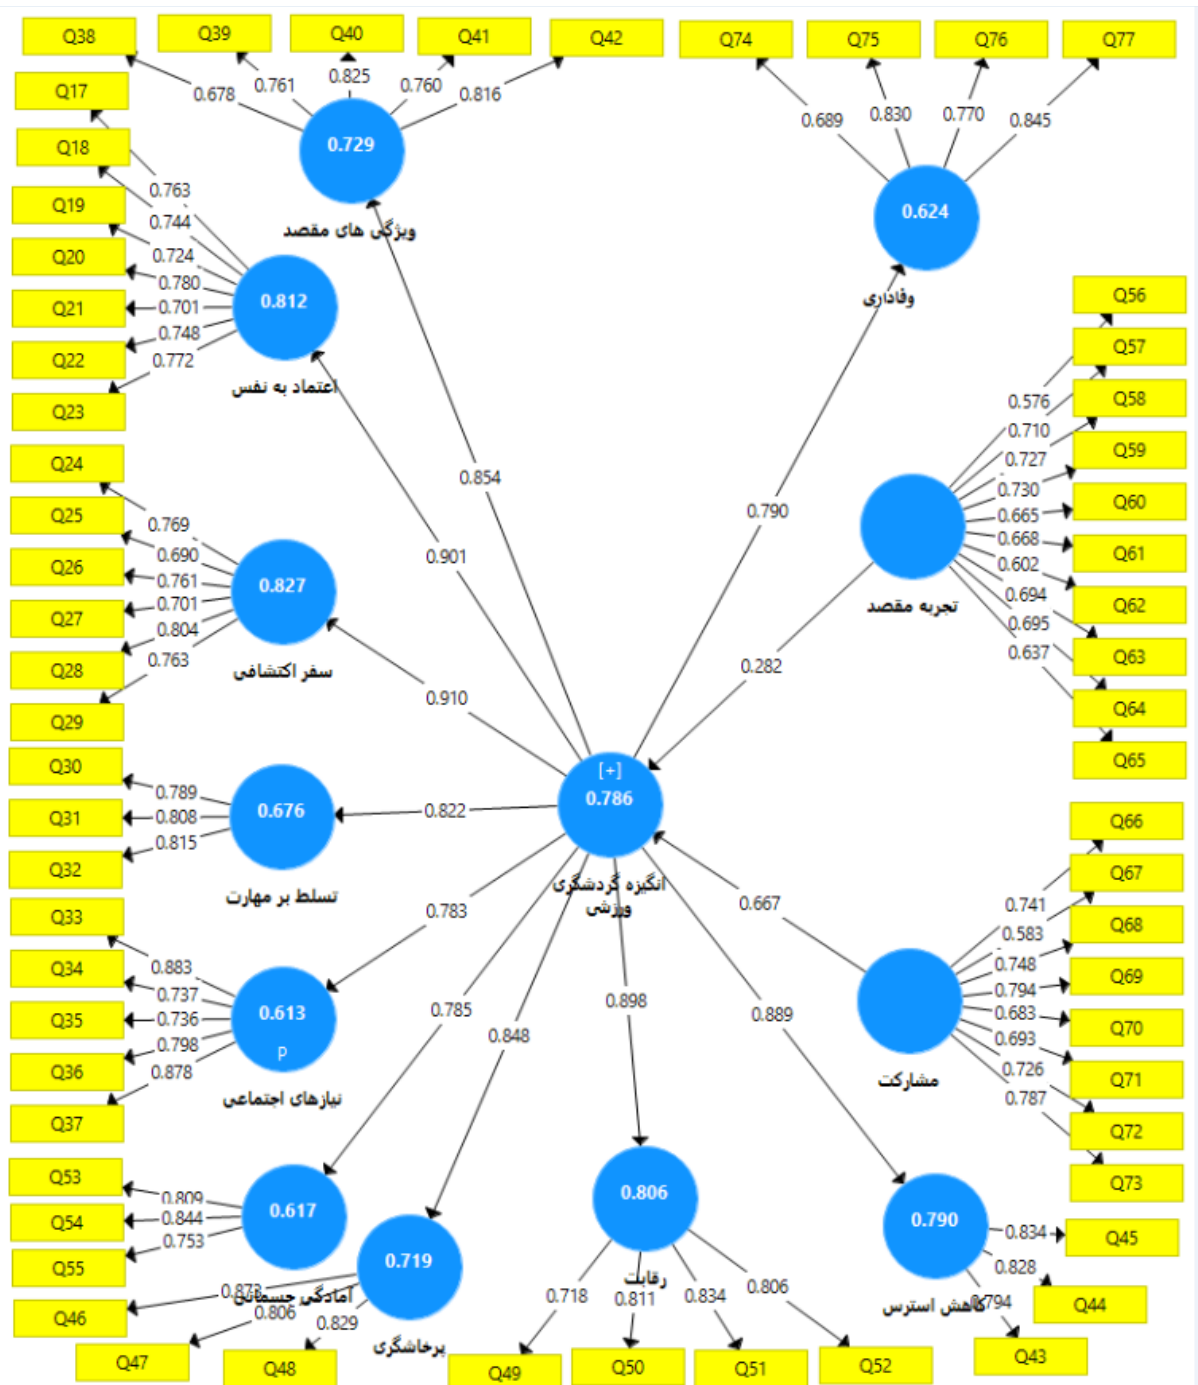 Q38
Q39
Q40
Q41
Q42
Q74
Q75
Q76
Q77
0.678
0.761
0.825
0.760
0.816
0.689
0.830
0.770
0.845
0.729
ویژگی های مقصد
0.624
وفاداری
Q17
Q18
Q19
Q20
Q21
Q22
Q23
0.763
0.744
0.724
0.780
0.701
0.748
0.772
0.812
اعتماد به نفس
Q56
Q57
Q58
Q59
Q60
Q61
Q62
Q63
Q64
Q65
0.576
0.710
0.727
0.730
0.665
0.668
0.602
0.694
0.695
0.637
تجربه مقصد
0.854
0.901
0.790
0.282
0.910
Q24
Q25
Q26
Q27
Q28
Q29
0.769
0.690
0.761
0.701
0.804
0.763
0.827
سفر اکتشافی
[+]
0.786
انگیزه گردشگری
ورزشی
Q30
Q31
Q32
0.789
0.808
0.815
0.676
تسلط بر مهارت
0.822
0.783
0.785
0.848
0.898
0.889
0.667
Q66
Q67
Q68
Q69
Q70
Q71
Q72
Q73
0.741
0.583
0.748
0.794
0.683
0.693
0.726
0.787
مشارکت
Q33
Q34
Q35
Q36
Q37
0.883
0.737
0.736
0.798
0.878
0.613
p
نیازهای اجتماعی
Q53
Q54
Q55
0.809
0.844
0.753
0.617
آمادگی جسمانی
Q46
Q47
Q48
0.873
0.806
0.829
0.719
پرخاشگری
0.806
رقابت
0.718
0.811
0.834
0.806
Q49
Q50
Q51
Q52
0.790
کاهش استرس
0.834
0.828
0.794
Q45
Q44
Q43